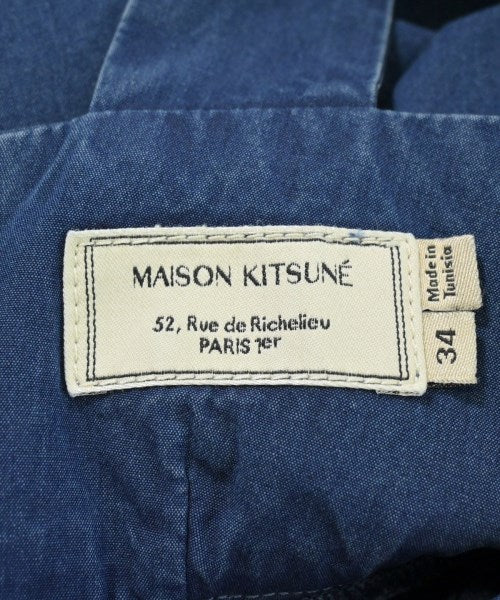 MAISON KITSUNÉ
52, Rue de Richelieu
PARIS 1er
Made in
Tunisia
34